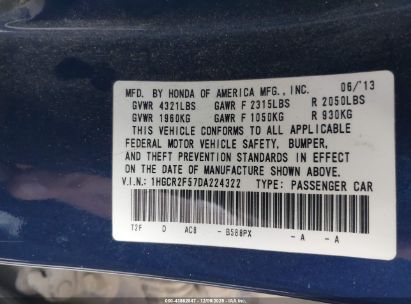 MFD. BY HONDA OF AMERICA MFG., INC. 06/'13
GVWR 4321LBS GAWR F 2315LBS R 2050LBS
GVWR 1960KG GAWR F 1050KG R 930KG
THIS VEHICLE CONFORMS TO ALL APPLICABLE
FEDERAL MOTOR VEHICLE SAFETY, BUMPER,
AND THEFT PREVENTION STANDARDS IN EFFECT
ON THE DATE OF MANUFACTURE SHOWN ABOVE.
V.I.N.: 1HGCR2F57DA224322 TYPE: PASSENGER CAR
T2F D AC8 - B588PX - A - A